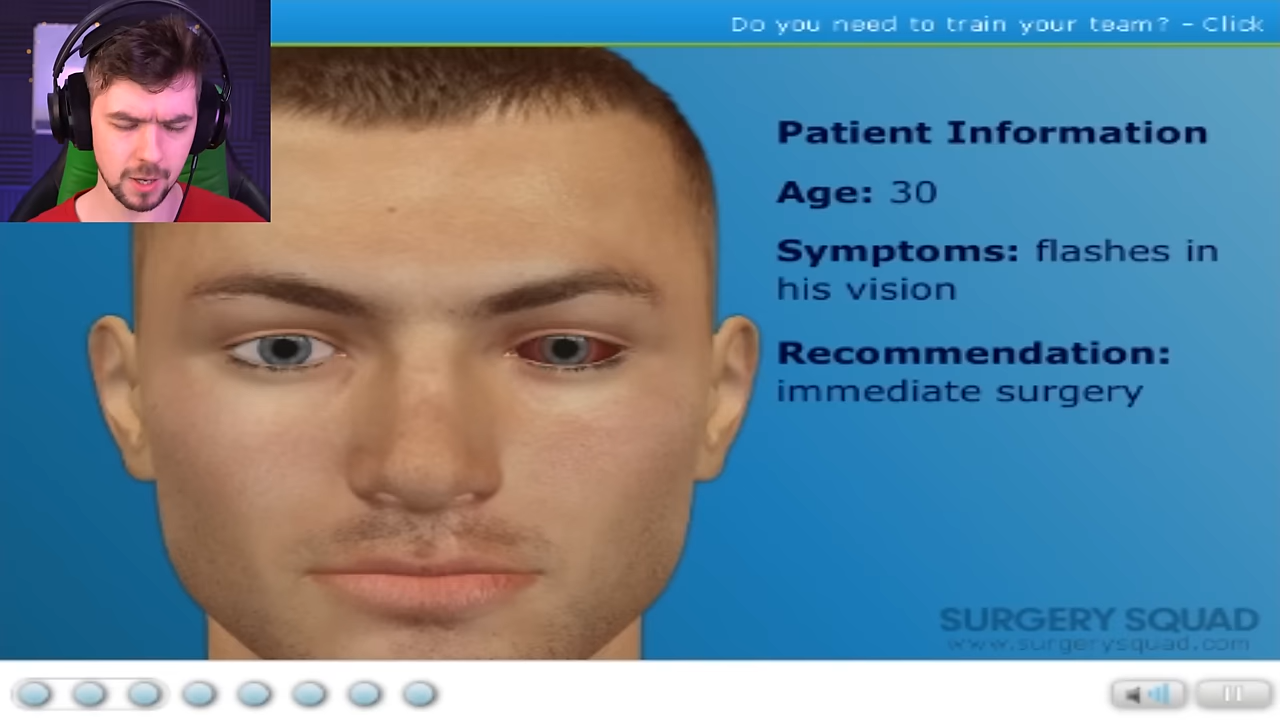 Do you need to train your team? - Click
Patient Information
Age: 30
Symptoms: flashes in
his vision
Recommendation:
immediate surgery
SURGERY SQUAD
www.surgerysquad.com